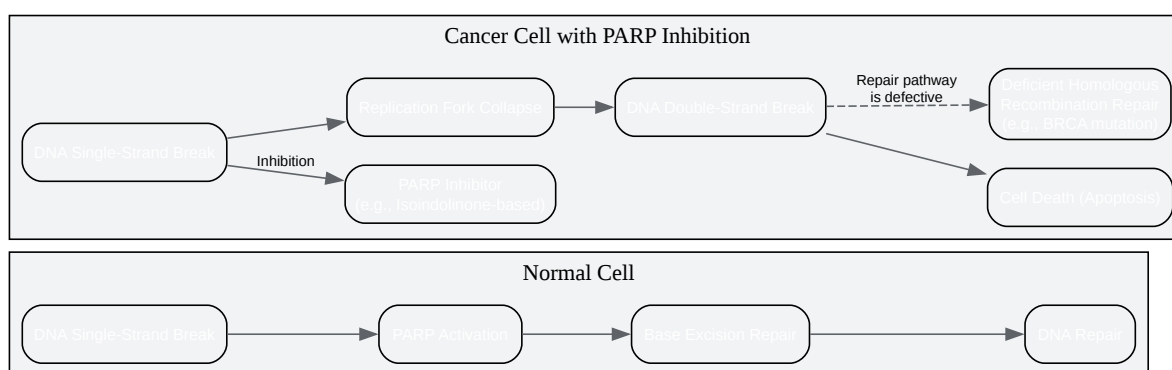 Cancer Cell with PARP Inhibition
DNA Single-Strand Break
Inhibition
Replication Fork Collapse
PARP Inhibitor
(e.g., Isoindolinone-based)
DNA Double-Strand Break
Repair pathway
is defective
Deficient Homologous
Recombination Repair
(e.g., BRCA mutation)
Cell Death (Apoptosis)
Normal Cell
DNA Single-Strand Break
PARP Activation
Base Excision Repair
DNA Repair